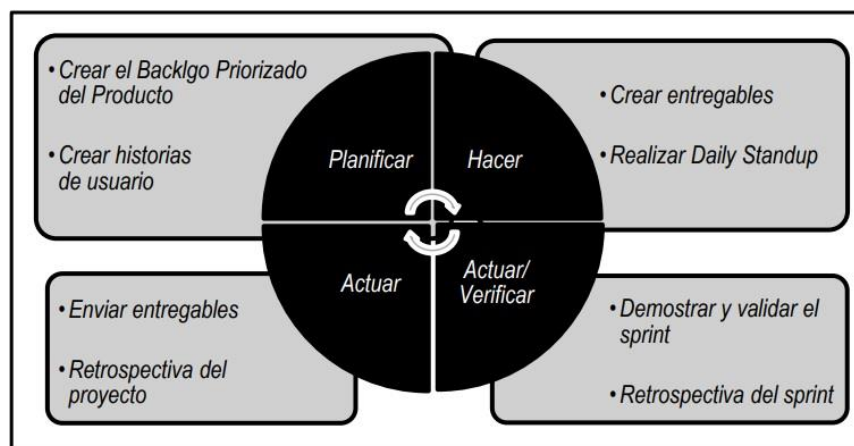 • Crear el Backlgo Priorizado
del Producto
• Crear historias
de usuario
Planificar
Hacer
• Crear entregables
• Realizar Daily Standup
Actuar
Actuar/
Verificar
• Enviar entregables
• Retrospectiva del
proyecto
• Demostrar y validar el
sprint
• Retrospectiva del sprint